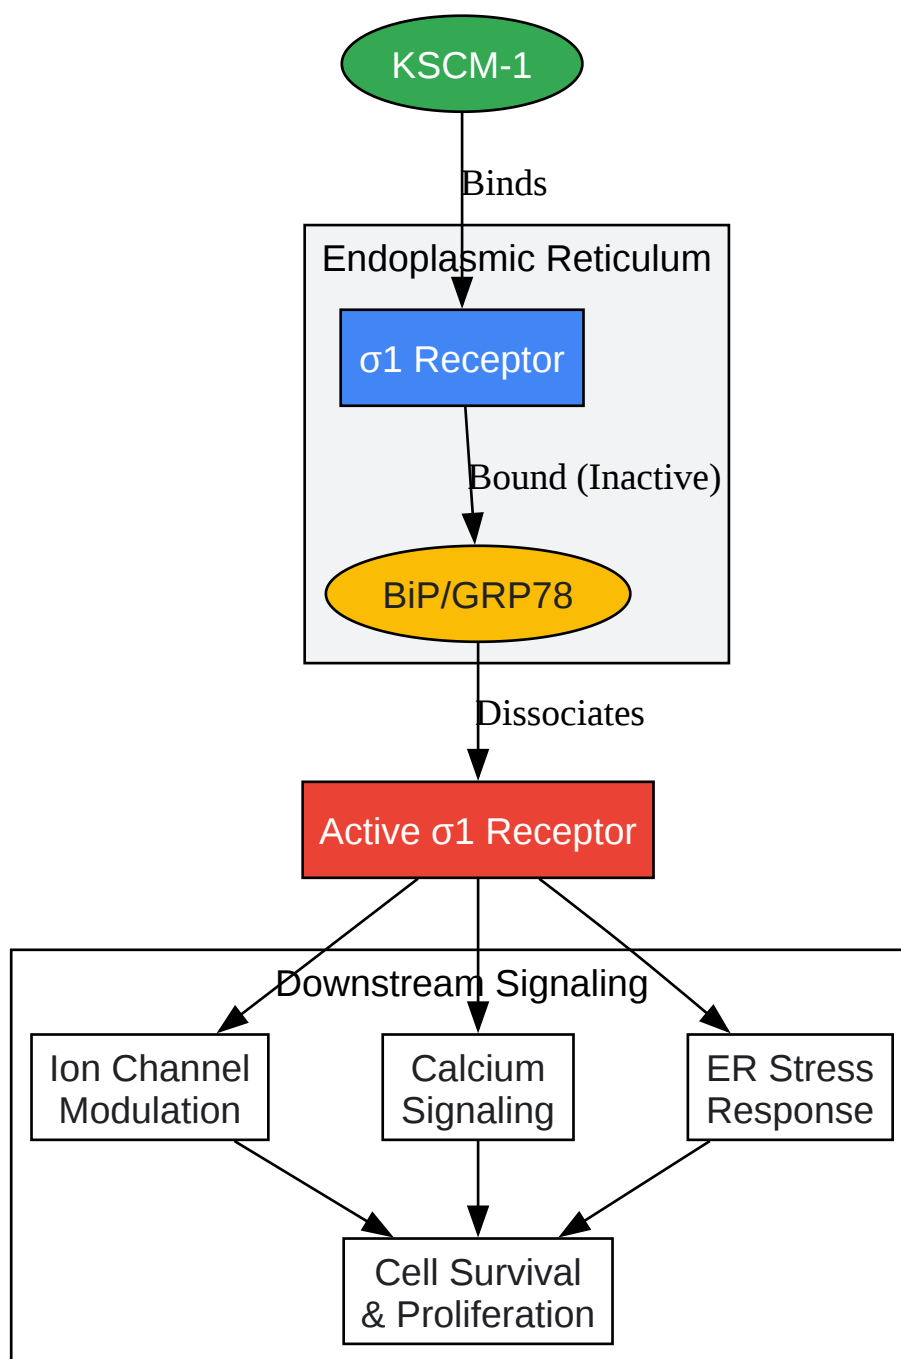 KSCM-1
Binds
Endoplasmic Reticulum
σ1 Receptor
Bound (Inactive)
BiP/GRP78
Dissociates
Active σ1 Receptor
Downstream Signaling
Ion Channel
Modulation
Calcium
Signaling
ER Stress
Response
Cell Survival
& Proliferation